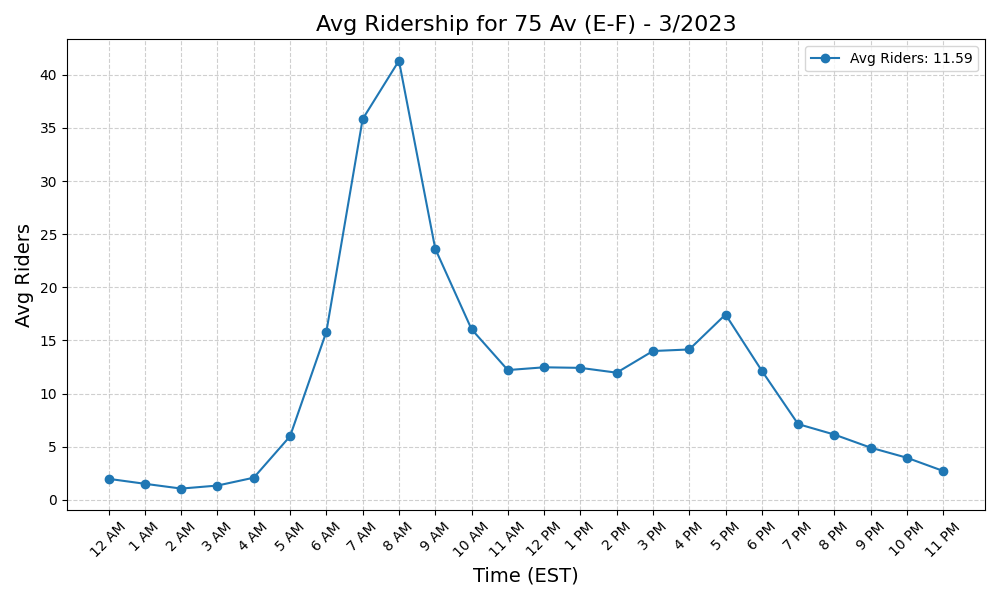 Avg Ridership for 75 Av (E-F) - 3/2023
Avg Riders: 11.59
Avg Riders
40
35
30
25
20
15
10
5
0
12 AM
1 AM
2 AM
3 AM
4 AM
5 AM
6 AM
7 AM
8 AM
9 AM
10 AM
11 AM
12 PM
1 PM
2 PM
3 PM
4 PM
5 PM
6 PM
7 PM
8 PM
9 PM
10 PM
11 PM
Time (EST)